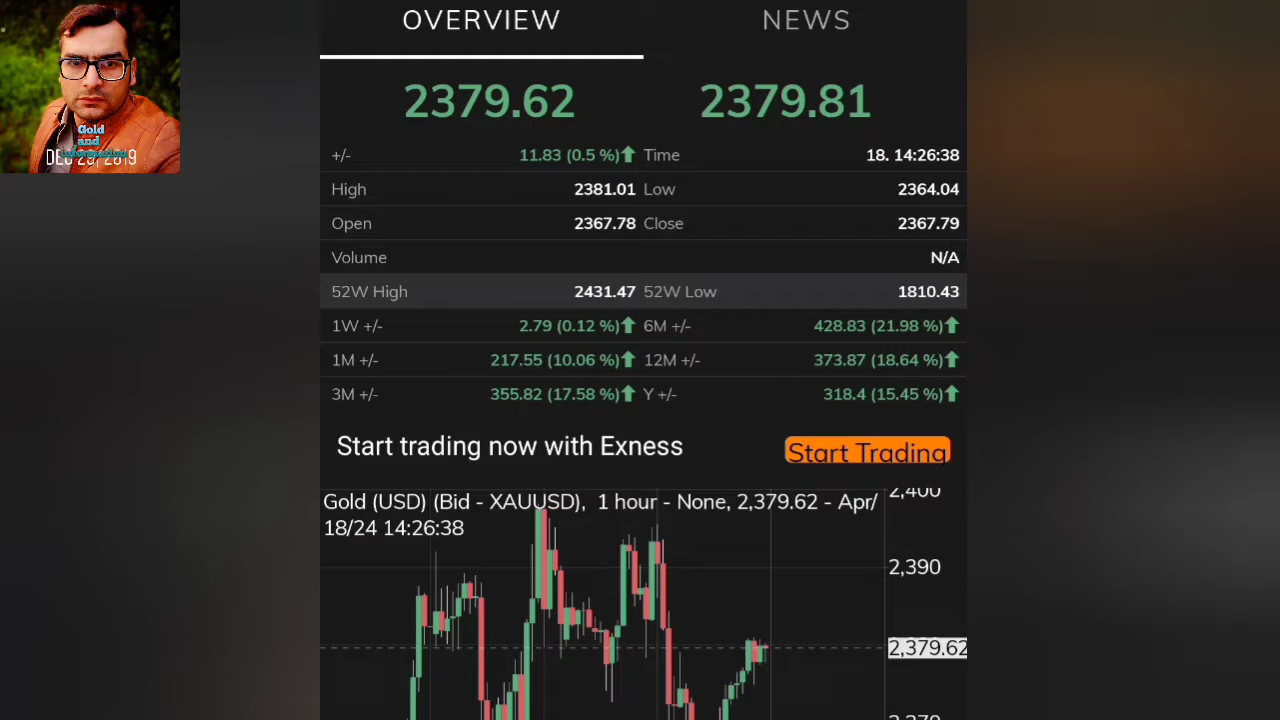 OVERVIEW NEWS
2379.62 2379.81
+/- 11.83 (0.5 %) Time 18. 14:26:38
High 2381.01 Low 2364.04
Open 2367.78 Close 2367.79
Volume N/A
52W High 2431.47 52W Low 1810.43
1W +/- 2.79 (0.12 %) 6M +/- 428.83 (21.98 %)
1M +/- 217.55 (10.06 %) 12M +/- 373.87 (18.64 %)
3M +/- 355.82 (17.58 %) Y +/- 318.4 (15.45 %)
Start trading now with Exness Start Trading
Gold (USD) (Bid - XAUUSD), 1 hour - None, 2,379.62 - Apr/
18/24 14:26:38
2,400
2,390
2,379.62
Gold
and
information